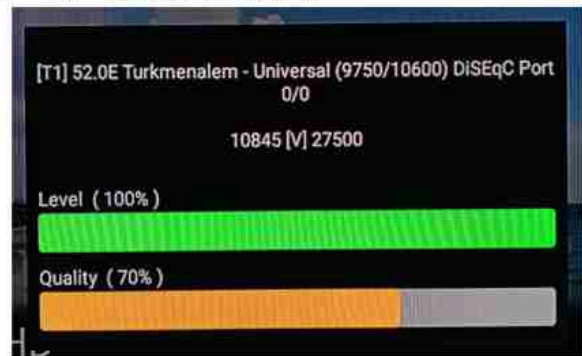 [T1] 52.0E Turkmenalem - Universal (9750/10600) DiSEqC Port
0/0
10845 [V] 27500
Level ( 100% )
Quality ( 70% )